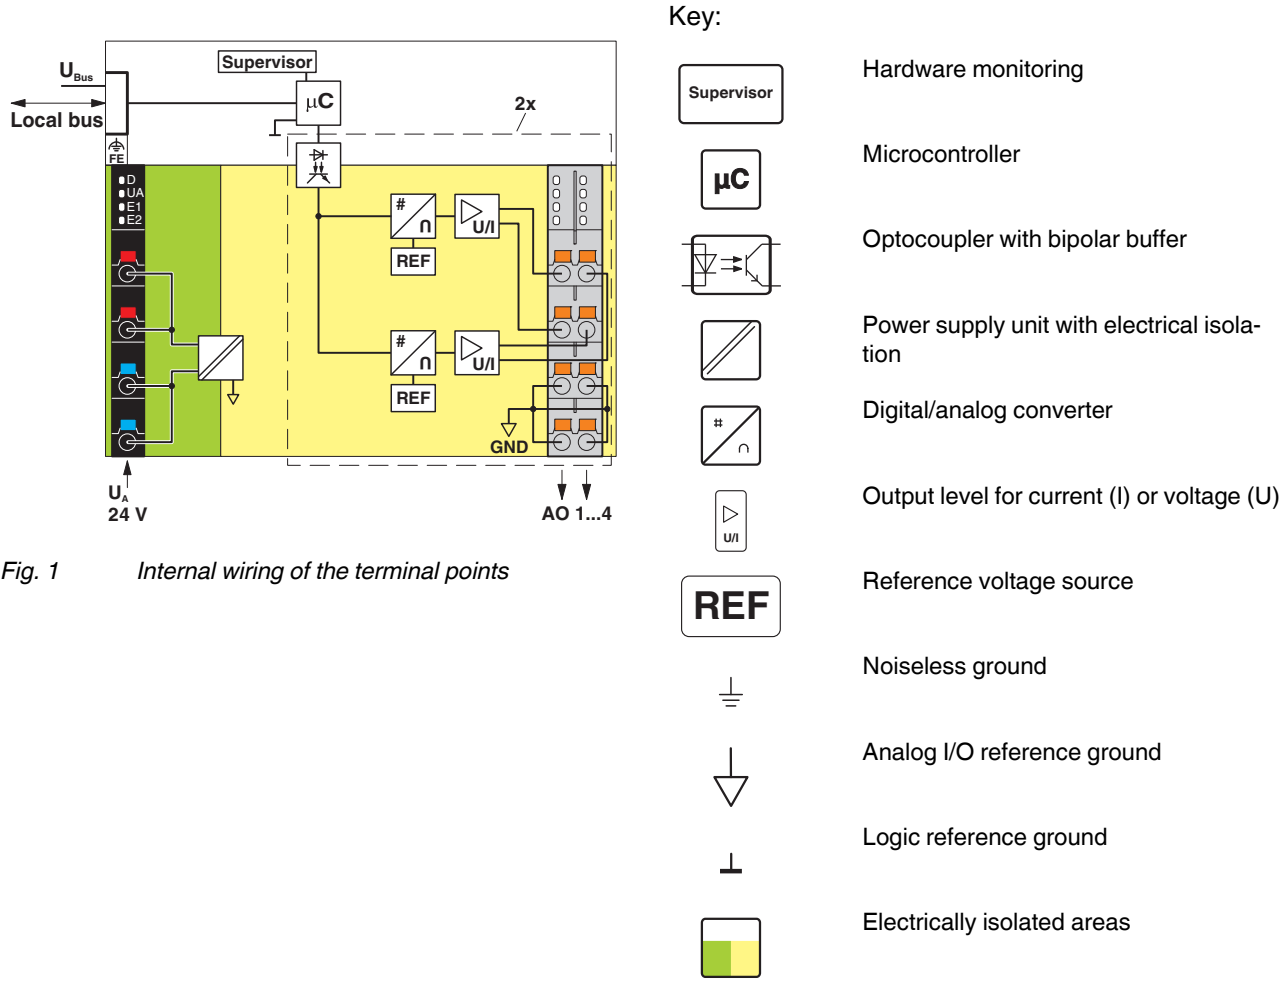 Supervisor
U Bus
µC
Local bus
2x
FE
D
UA
E1
E2
#
∩
U/I
REF
#
∩
U/I
REF
GND
U A
24 V
AO 1...4
Fig. 1 Internal wiring of the terminal points
Key:
Supervisor
Hardware monitoring
µC
Microcontroller
Optocoupler with bipolar buffer
Power supply unit with electrical isola-
tion
#
∩
Digital/analog converter
U/I
Output level for current (I) or voltage (U)
REF
Reference voltage source
Noiseless ground
Analog I/O reference ground
Logic reference ground
Electrically isolated areas